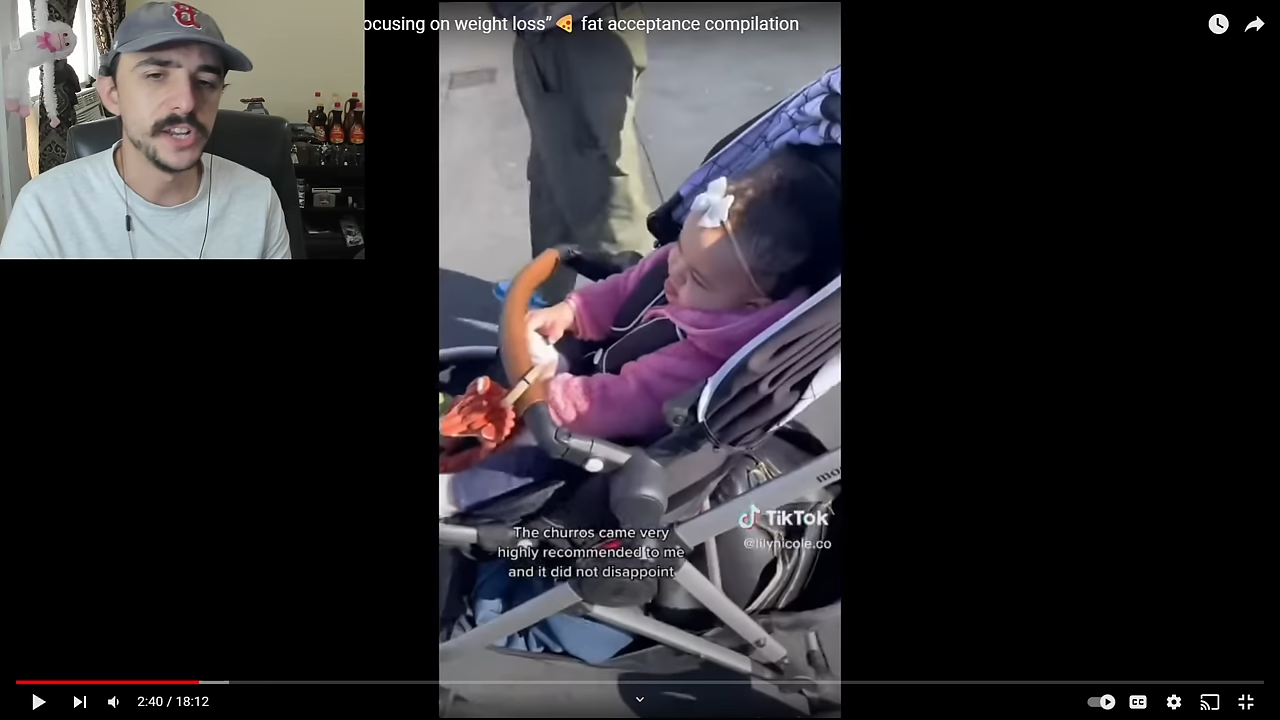 ocusing on weight loss” 🍕 fat acceptance compilation
B
The churros came very
highly recommended to me
and it did not disappoint
TikTok
@lilynicole.co
2:40 / 18:12
CC